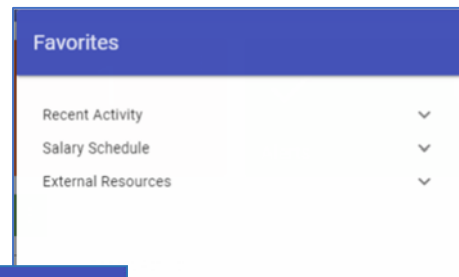 Favorites
Recent Activity
Salary Schedule
External Resources